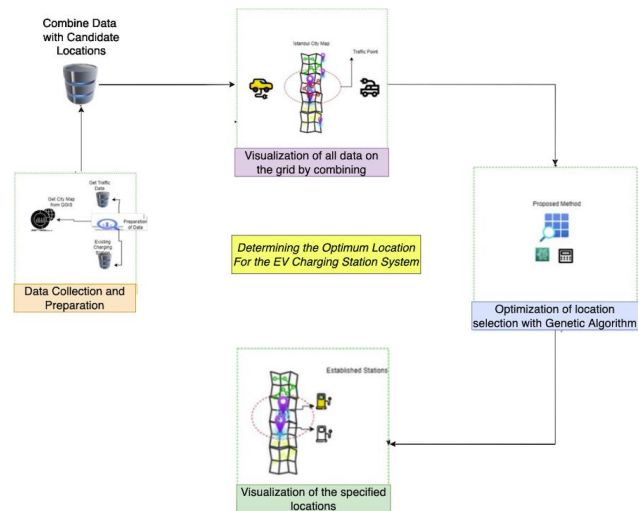 Combine Data
with Candidate
Locations
Istanbul City Map
Traffic Point
Visualization of all data on
the grid by combining
Get Traffic
Data
Get City Map
from QGIS
Preparation
of Data
Existing
Charging
Station
Data Collection and
Preparation
Determining the Optimum Location
For the EV Charging Station System
Proposed Method
Optimization of location
selection with Genetic Algorithm
Established Stations
Visualization of the specified
locations